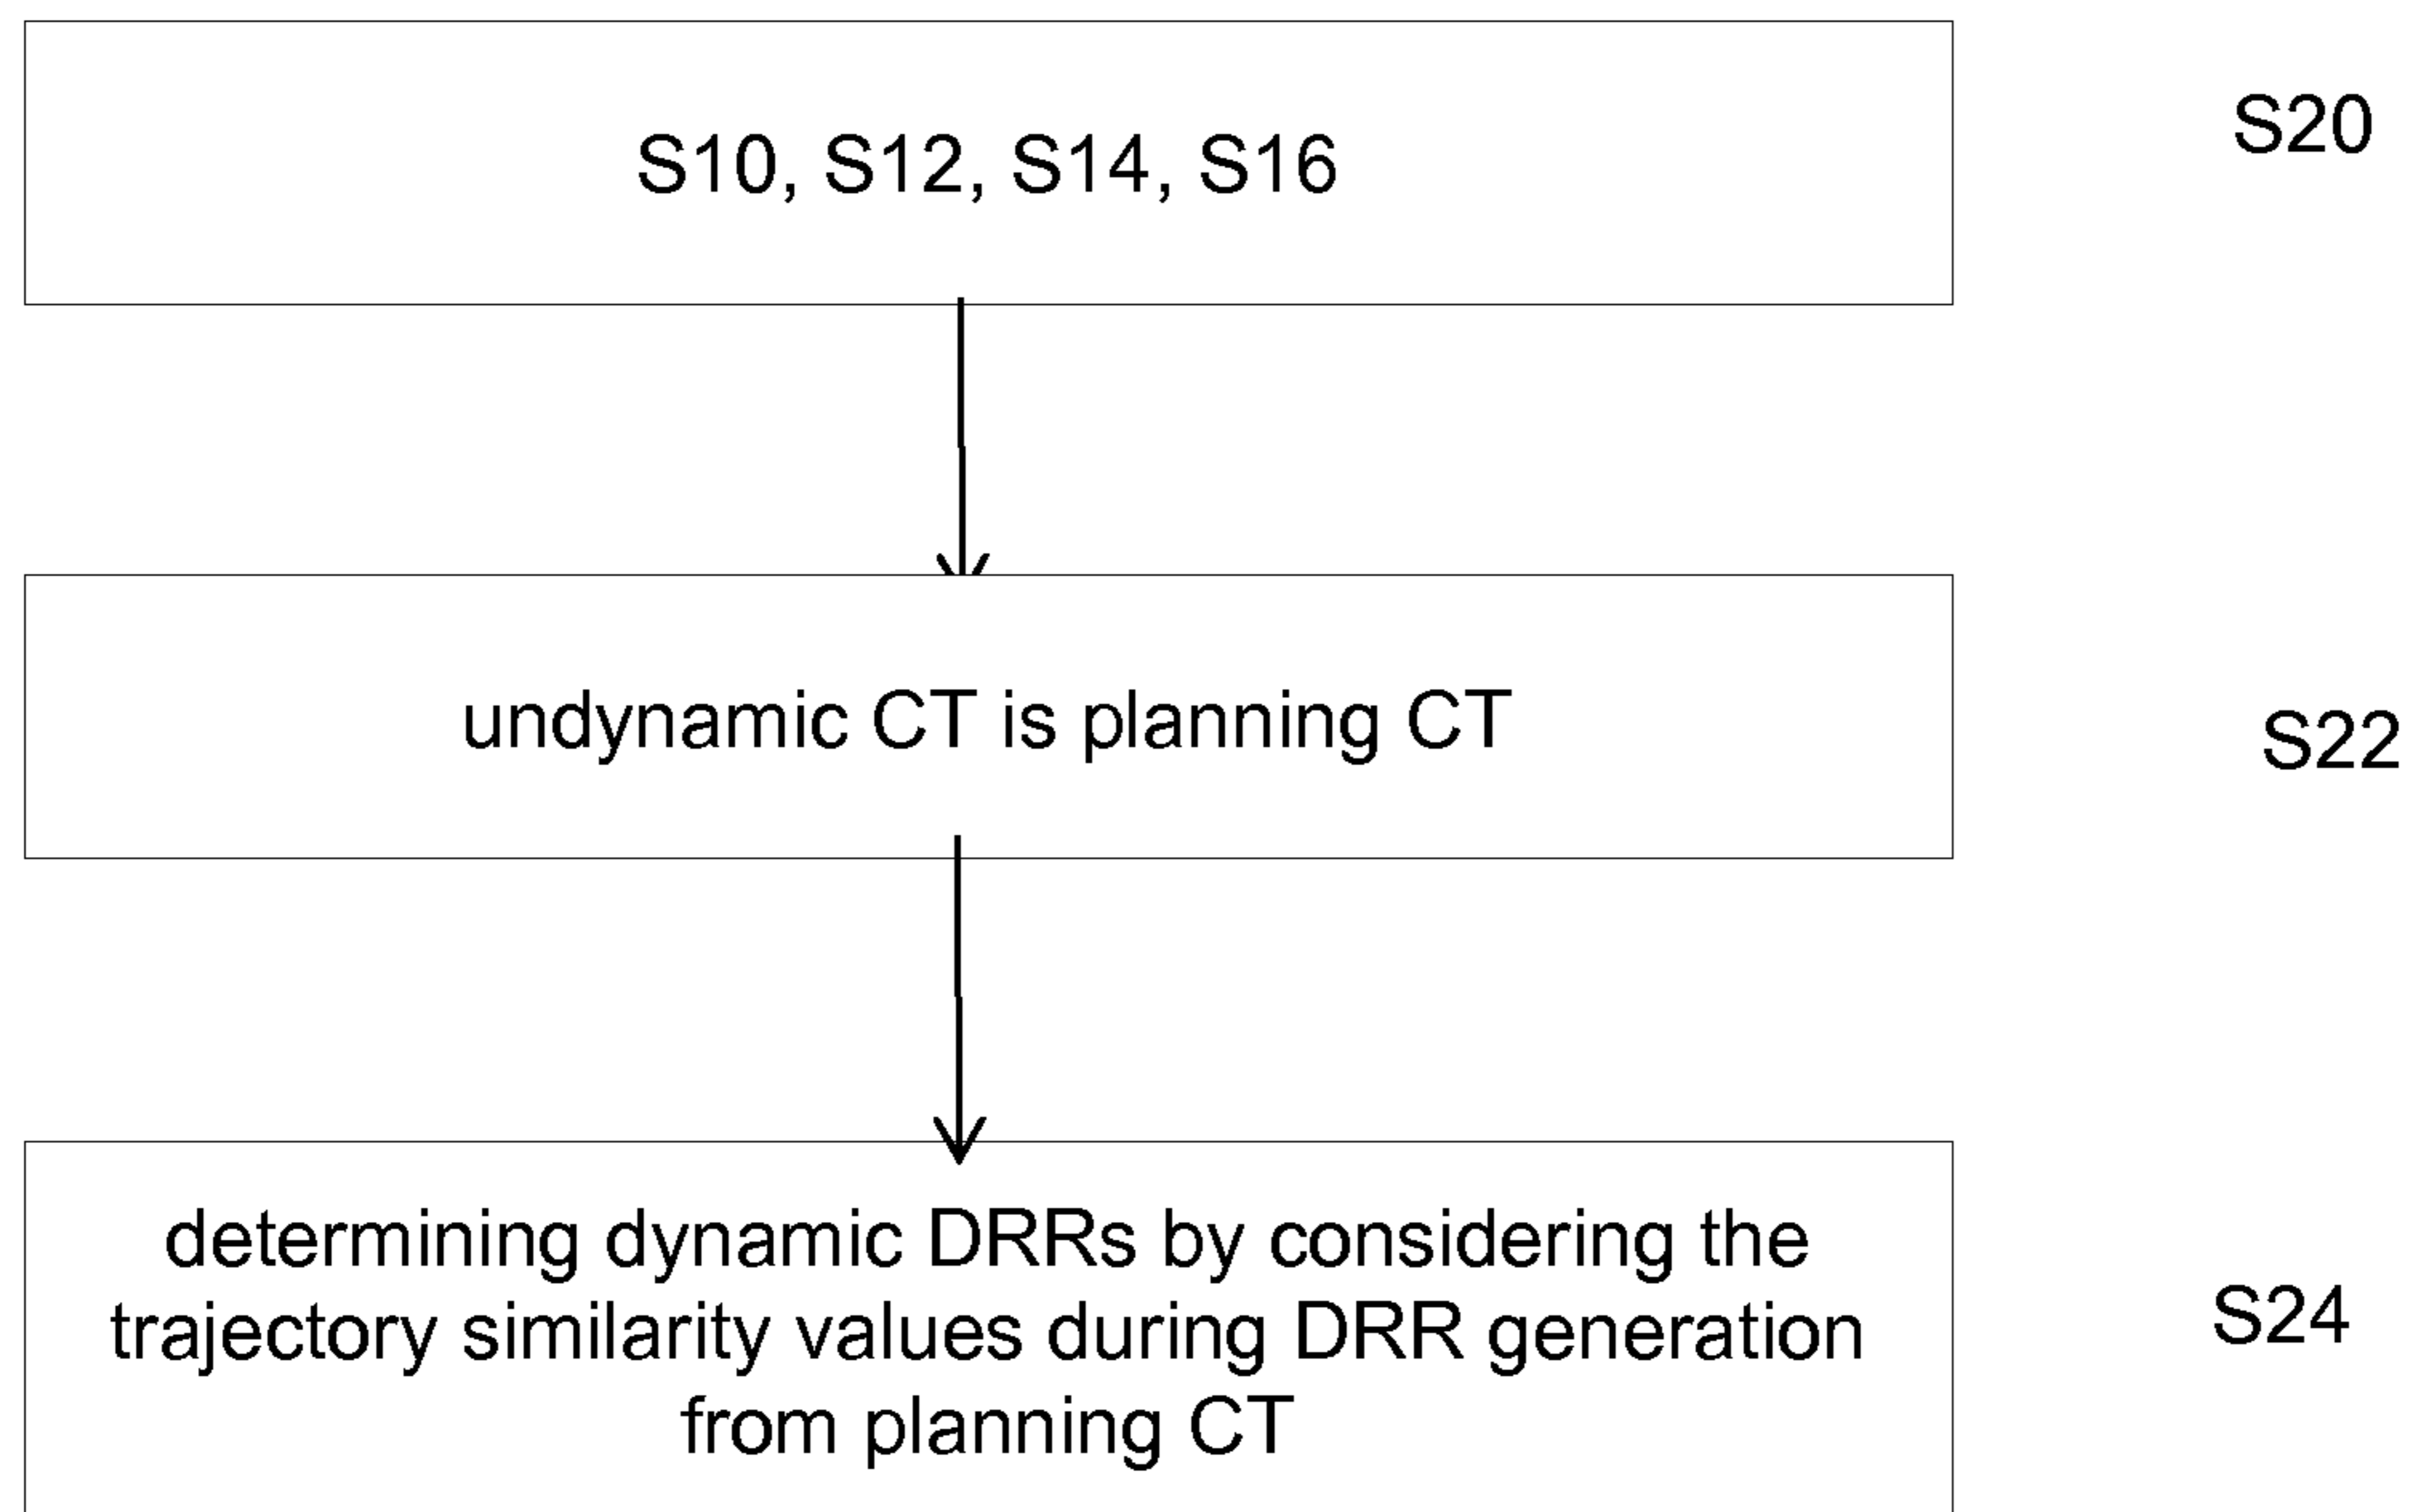 S10, S12, S14, S16
S20
undynamic CT is planning CT
S22
determining dynamic DRRs by considering the
trajectory similarity values during DRR generation
from planning CT
S24